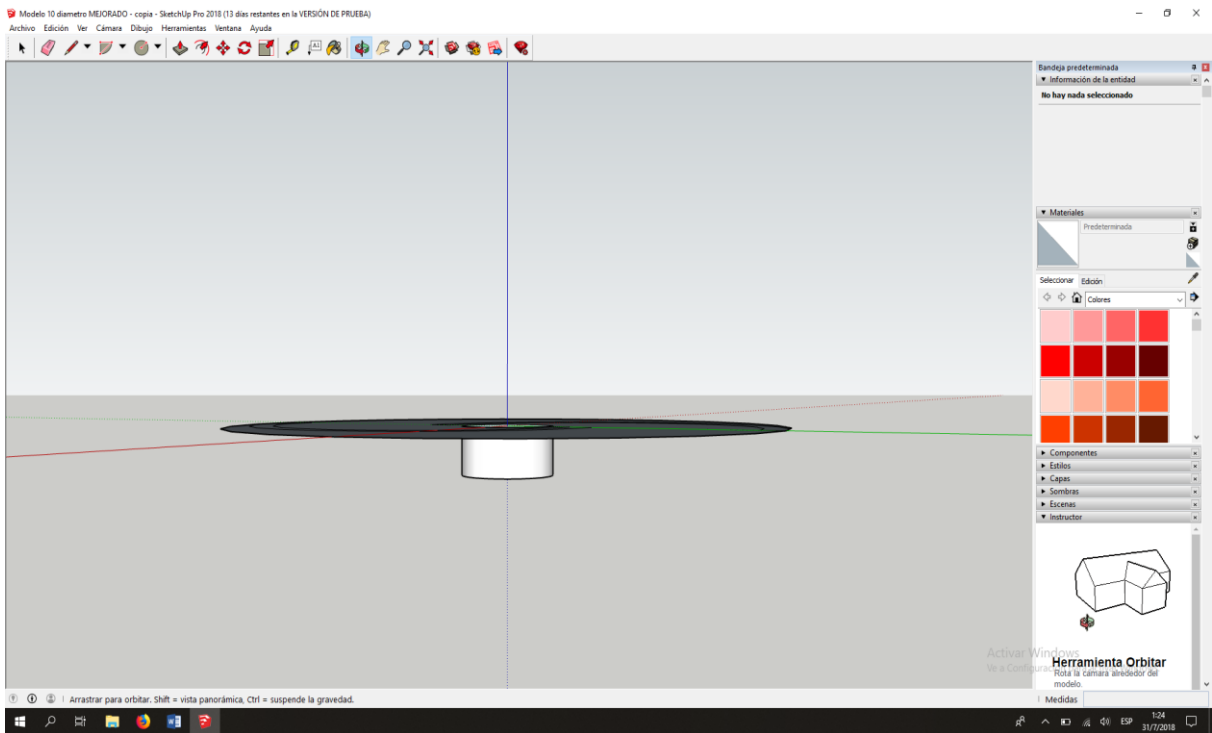 Modelo 10 diametro MEJORADO - copia - SketchUp Pro 2018 (13 días restantes en la VERSIÓN DE PRUEBA)
Archivo Edición Ver Cámara Dibujo Herramientas Ventana Ayuda
Bandeja predeterminada
Información de la entidad
No hay nada seleccionado
Materiales
Predeterminada
Seleccionar Edición
Colores
Componentes
Estilos
Capas
Sombras
Escenas
Instructor
Activar Windows
Ve a Configurac
Herramienta Orbitar
Rota la cámara alrededor del
modelo.
Arrastrar para orbitar. Shift = vista panorámica, Ctrl = suspende la gravedad.
Medidas
ESP
1:24
31/7/2018